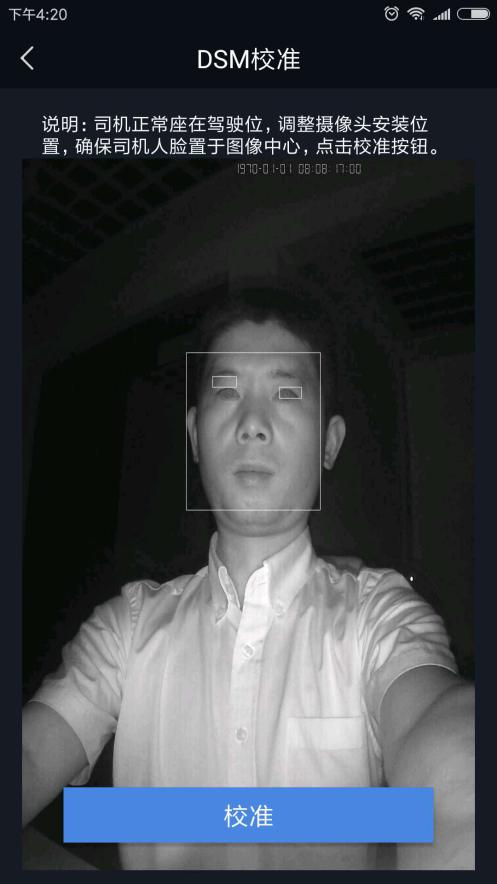 下午4:20
DSM校准
说明：司机正常座在驾驶位，调整摄像头安装位
置，确保司机人脸置于图像中心，点击校准按钮。
1970-01-01 08:08:17:00
校准